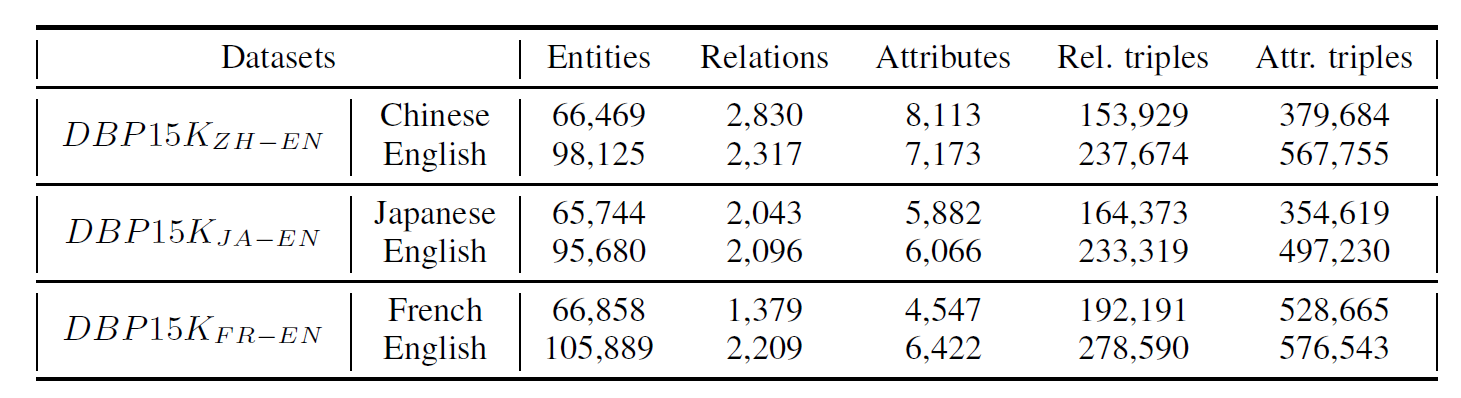 Datasets Entities Relations Attributes Rel. triples Attr. triples
DBP15K_{ZH-EN} Chinese 66,469 2,830 8,113 153,929 379,684
English 98,125 2,317 7,173 237,674 567,755
DBP15K_{JA-EN} Japanese 65,744 2,043 5,882 164,373 354,619
English 95,680 2,096 6,066 233,319 497,230
DBP15K_{FR-EN} French 66,858 1,379 4,547 192,191 528,665
English 105,889 2,209 6,422 278,590 576,543